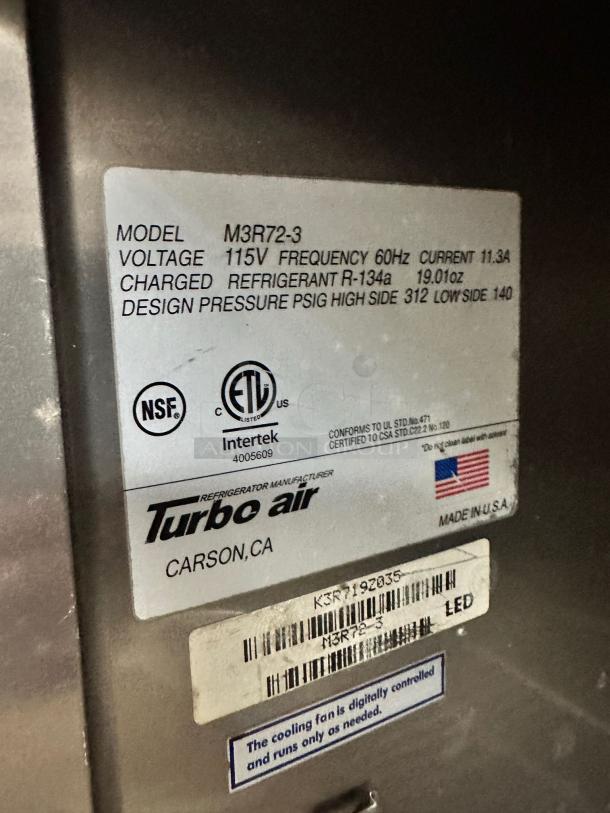 MODEL M3R72-3
VOLTAGE 115V FREQUENCY 60Hz CURRENT 11.3A
CHARGED REFRIGERANT R-134a 19.01oz
DESIGN PRESSURE PSIG HIGH SIDE 312 LOW SIDE 140
NSF®
C ETL US
LISTED
Intertek
4005609
CONFORMS TO UL STD.No.471
CERTIFIED TO CSA STD.C22.2 No.120
AUCTION GROUP
*Do not clean label with solvent
REFRIGERATOR MANUFACTURER
Turbo air
CARSON,CA
MADE IN U.S.A
K3R719Z035
M3R72-3
LED
The cooling fan is digitally controlled
and runs only as needed.